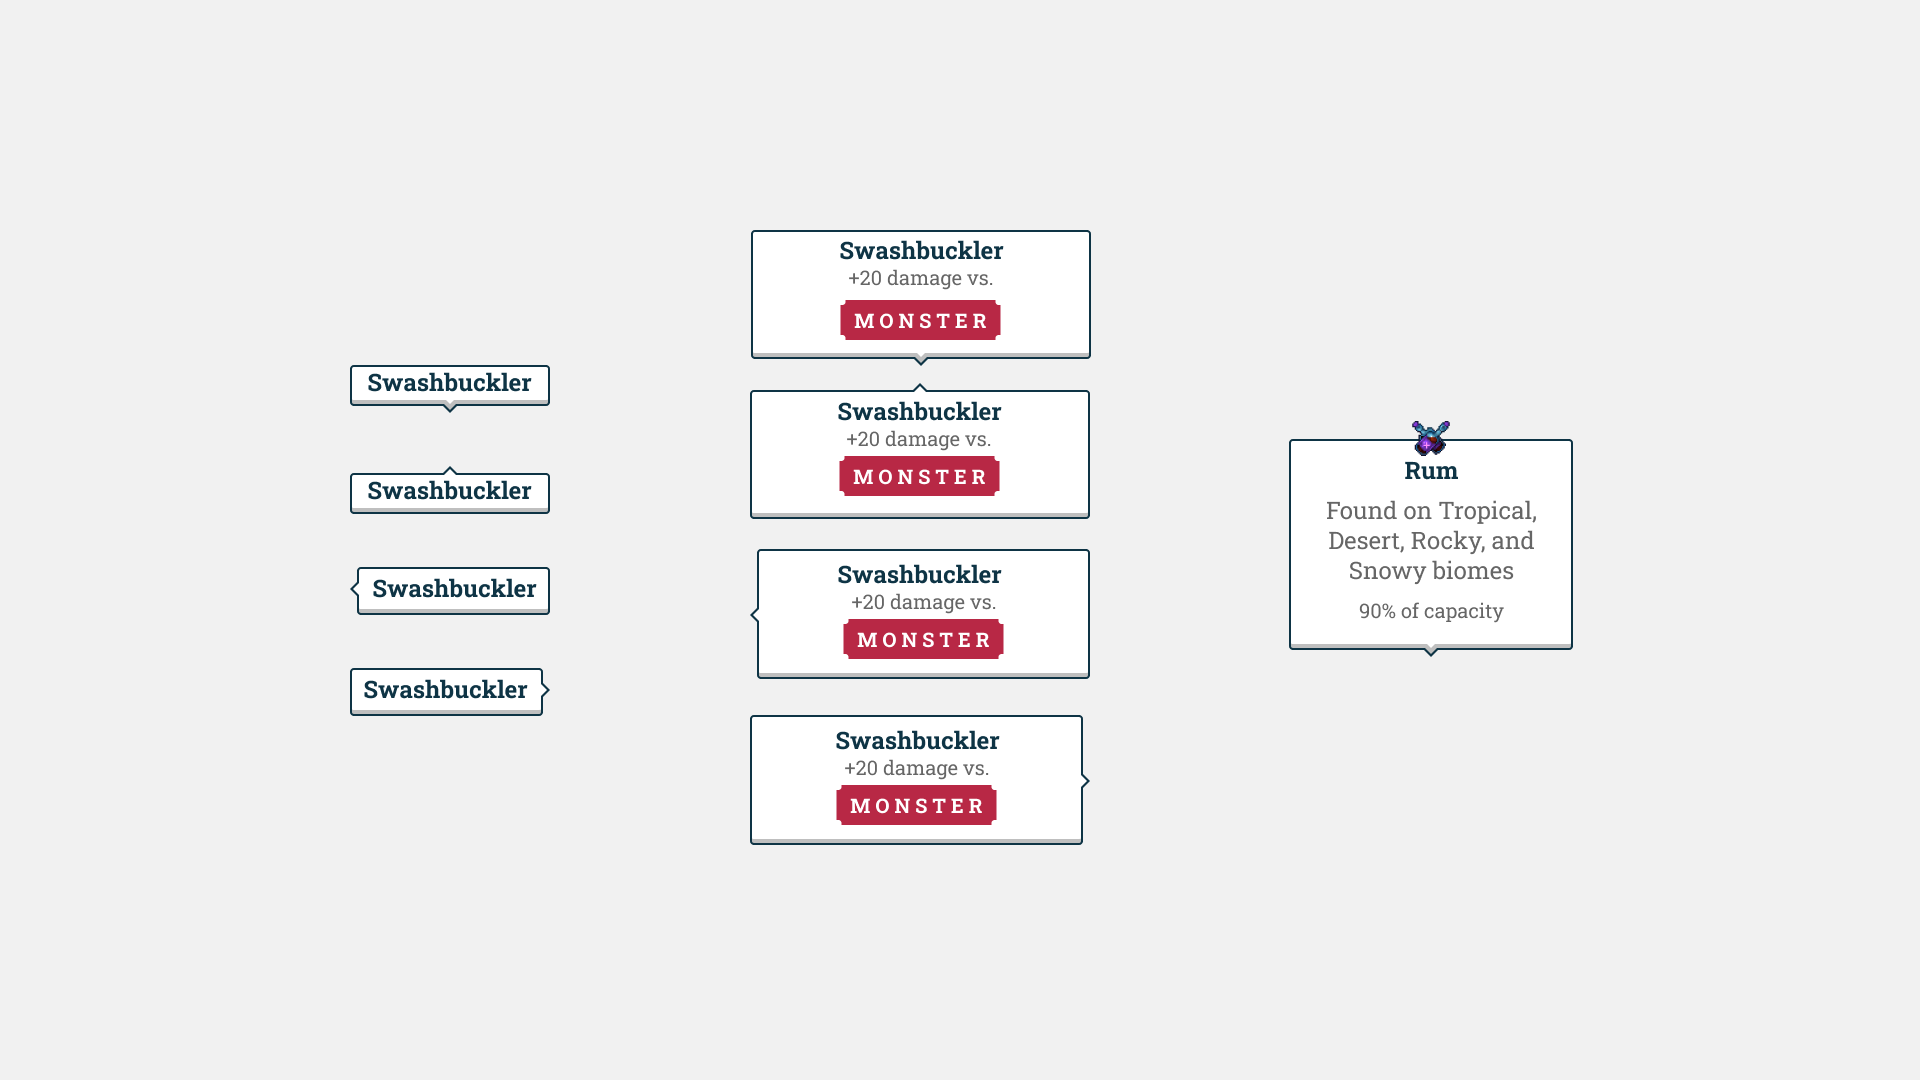 Swashbuckler
Swashbuckler
Swashbuckler
Swashbuckler
Swashbuckler
+20 damage vs.
MONSTER
Swashbuckler
+20 damage vs.
MONSTER
Swashbuckler
+20 damage vs.
MONSTER
Swashbuckler
+20 damage vs.
MONSTER
Rum
Found on Tropical,
Desert, Rocky, and
Snowy biomes
90% of capacity